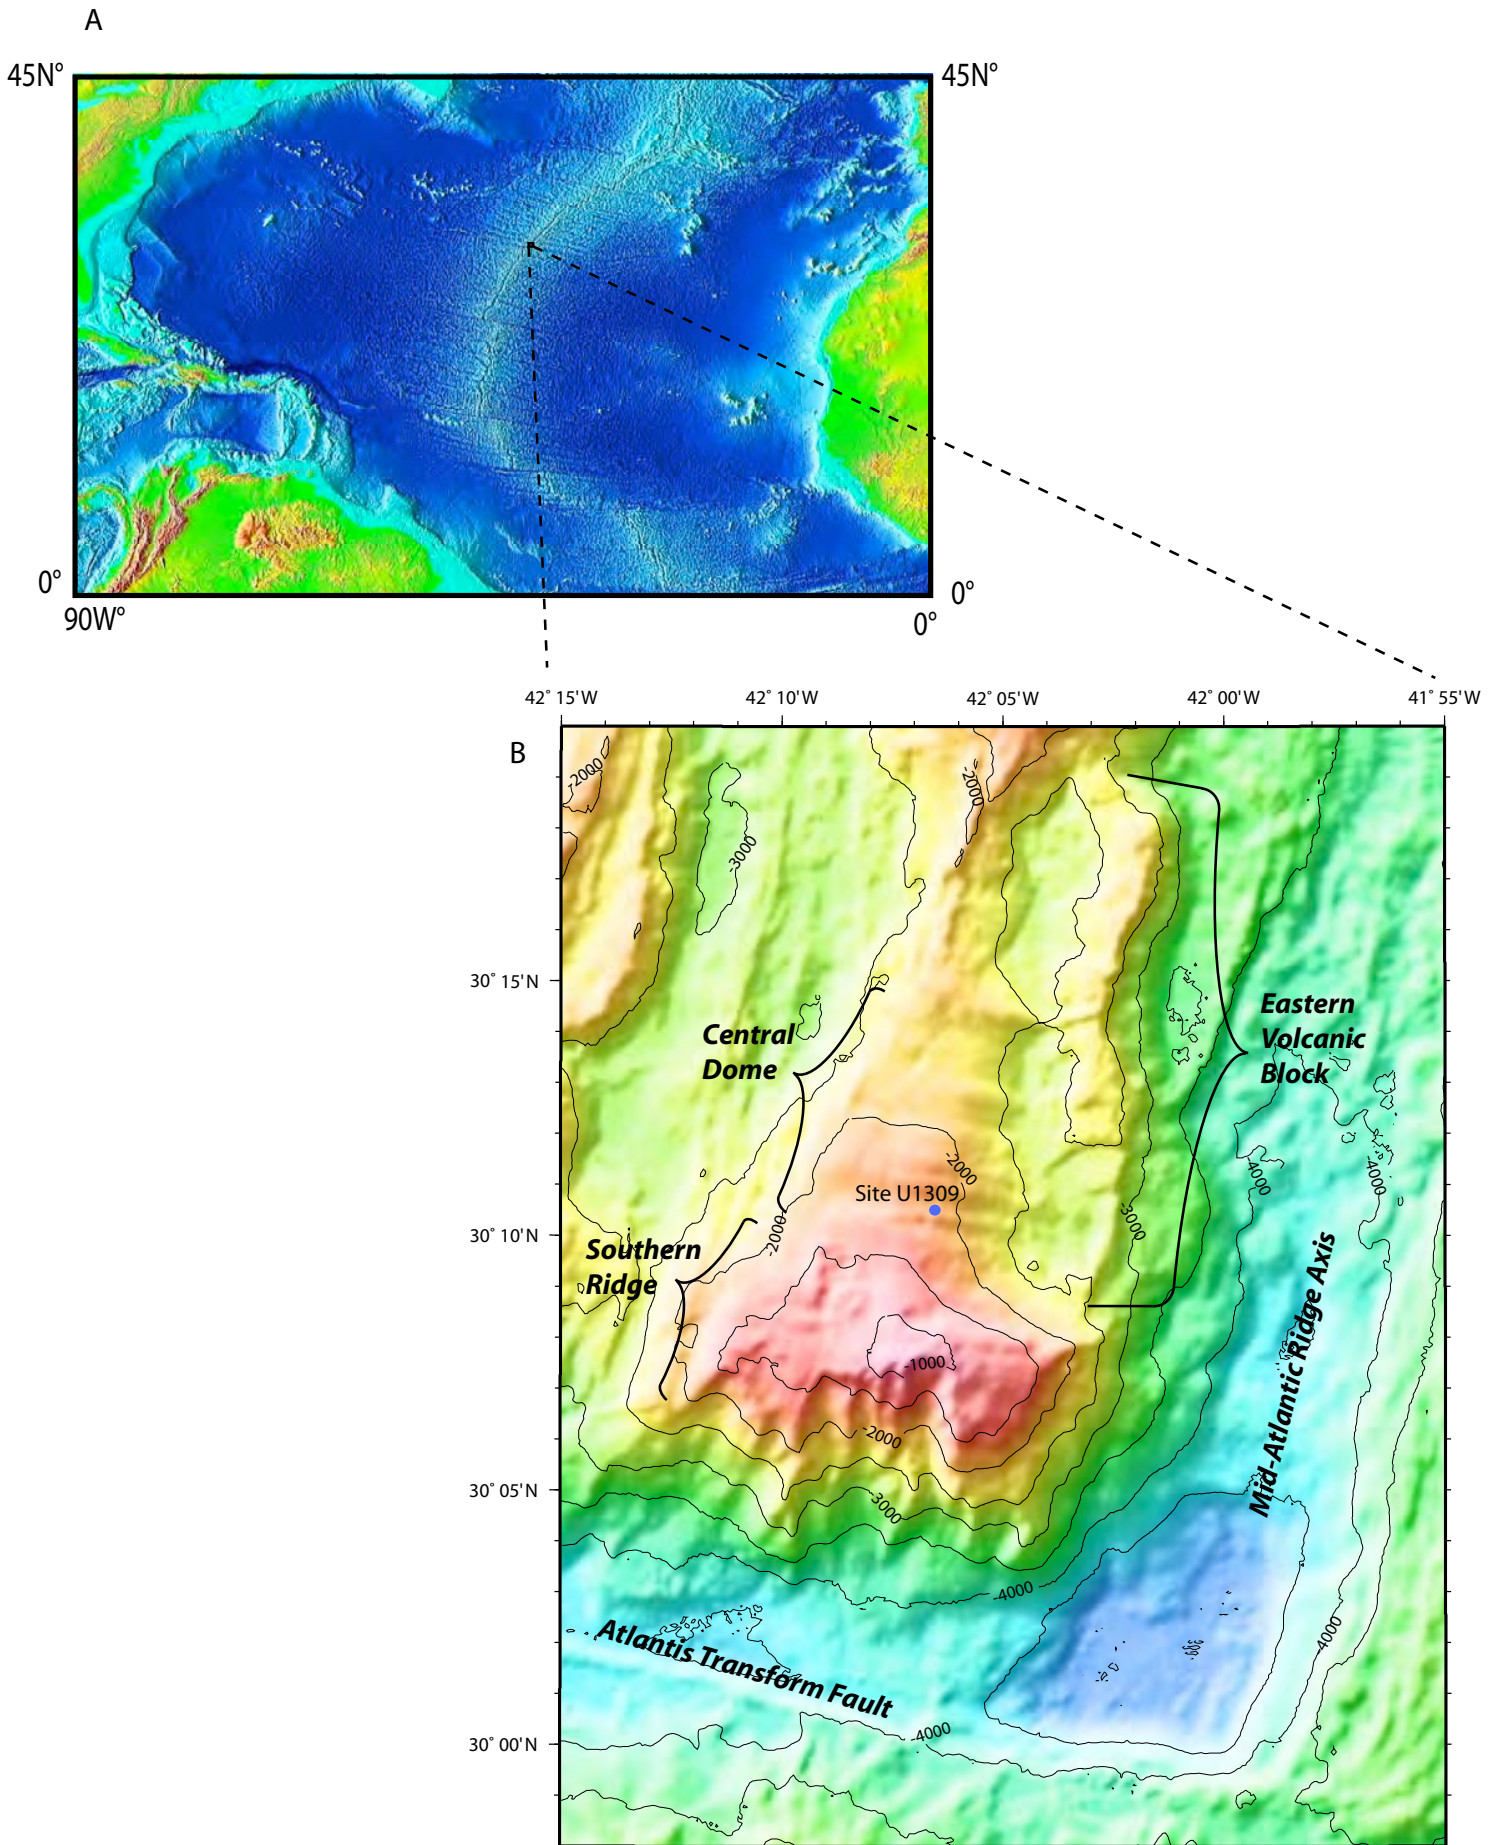 A
45N°
45N°
0°
0°
90W°
0°
42° 15'W
42° 10'W
42° 05'W
42° 00'W
41° 55'W
B
-2000
-2000
-3000
30° 15'N
Central
Dome
Eastern
Volcanic
Block
-2000
-4000
-4000
Site U1309
-3000
-2000
30° 10'N
Southern
Ridge
Mid-Atlantic Ridge Axis
-1000
-2000
30° 05'N
-3000
-4000
-4000
Atlantis Transform Fault
-4000
30° 00'N